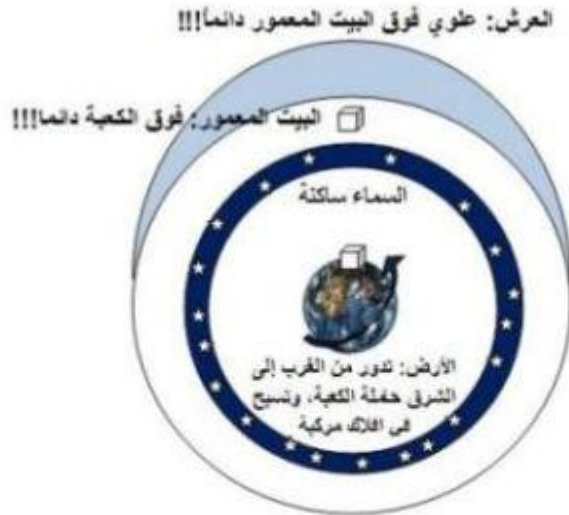 العرش: علوي فوق البيت المعمور دائماً!!!
البيت المعمور: فوق الكعبة دائما!!!
السماء ساكنة
الأرض: تدور من الغرب إلى
الشرق حاملة الكعبة، وتسبح
في افلاك مركبة